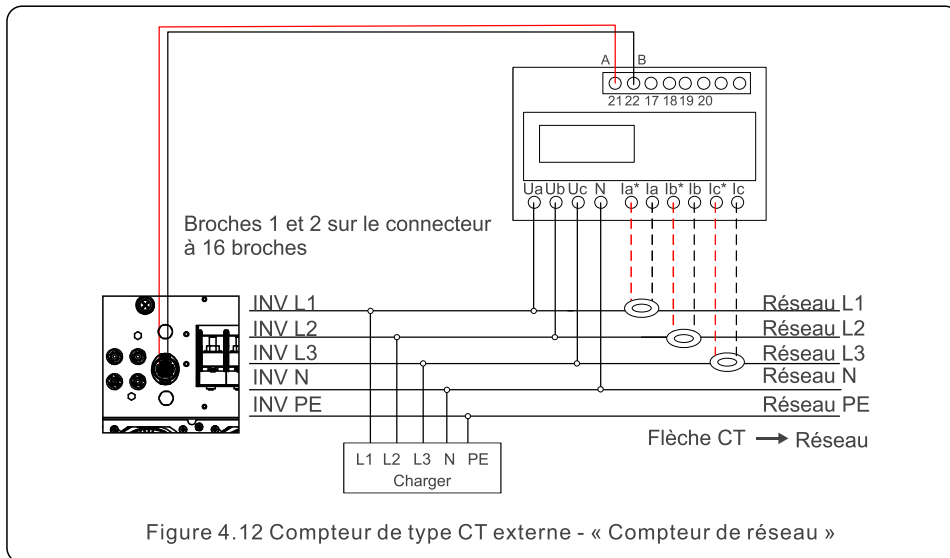 A B
21 22 17 18 19 20
Ua Ub Uc N Ia* Ia Ib* Ib Ic* Ic
Broches 1 et 2 sur le connecteur
à 16 broches
INV L1 Réseau L1
INV L2 Réseau L2
INV L3 Réseau L3
INV N Réseau N
INV PE Réseau PE
Flèche CT → Réseau
L1 L2 L3 N PE
Charger
Figure 4.12 Compteur de type CT externe - « Compteur de réseau »